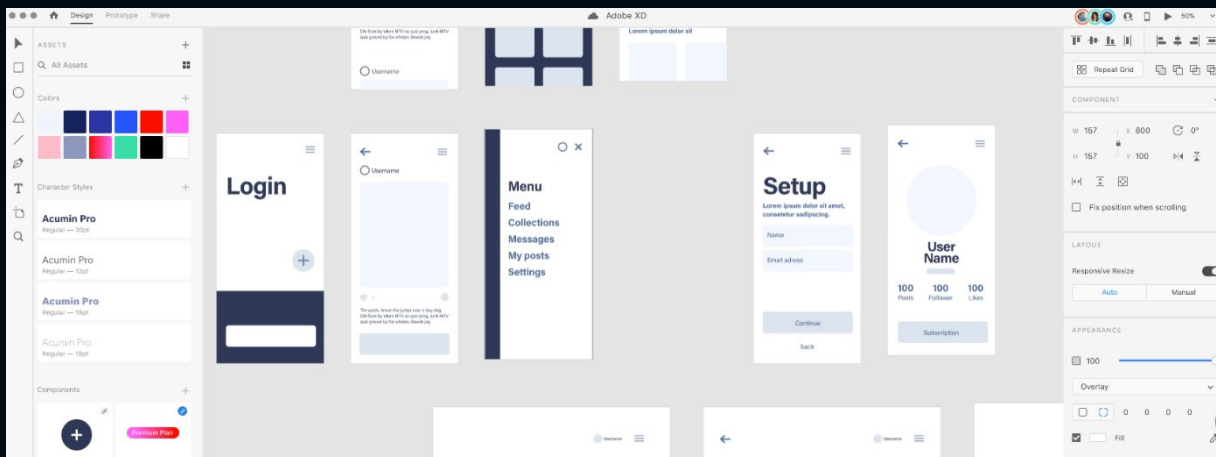 Design Prototype Share
Adobe XD
50%
ASSETS
All Assets
Colors
Character Styles
Acumin Pro
Regular — 30pt
Acumin Pro
Regular — 12pt
Acumin Pro
Regular — 19pt
Acumin Pro
Regular — 19pt
Components
Premium Plan
Username
Lorem ipsum dolor sit
Login
Username
Menu
Feed
Collections
Messages
My posts
Settings
Setup
Lorem ipsum dolor sit amet,
consetetur sadipscing.
Name
Email adress
Continue
back
User
Name
100 100 100
Posts Follower Likes
Subscription
Username
Username
Repeat Grid
COMPONENT
W 157 X 800 0°
H 157 Y 100
Fix position when scrolling
LAYOUT
Responsive Resize
Auto Manual
APPEARANCE
100
Overlay
0 0 0 0
Fill